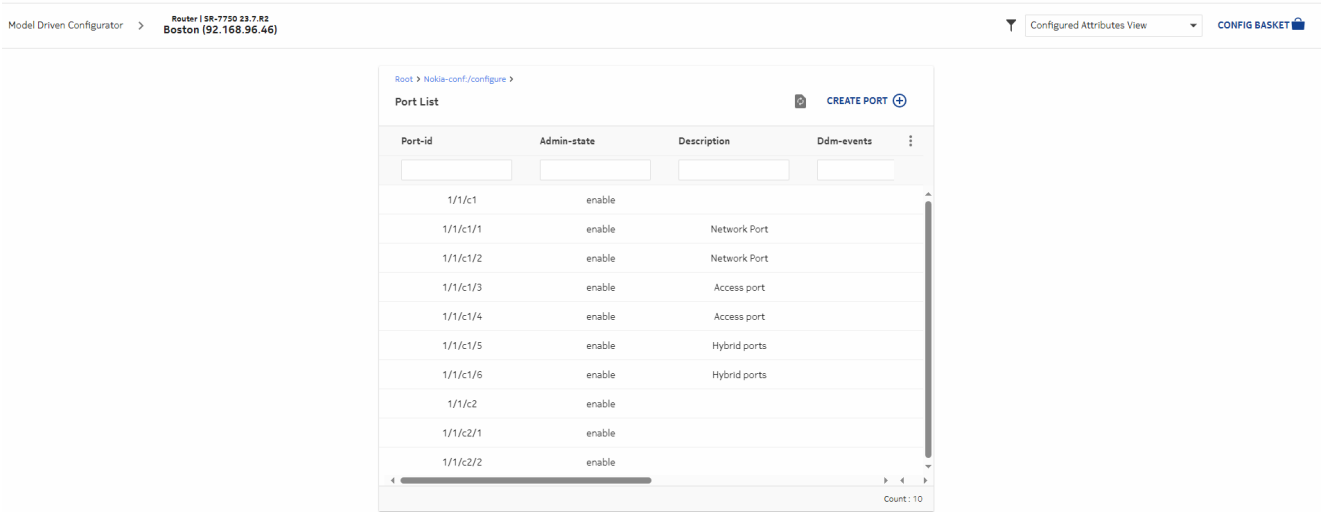 Model Driven Configurator >
Router | SR-7750 23.7.R2
Boston (92.168.96.46)
Configured Attributes View
CONFIG BASKET
Root > Nokia-conf:/configure >
Port List
CREATE PORT
Port-id Admin-state Description Ddm-events
1/1/c1 enable
1/1/c1/1 enable Network Port
1/1/c1/2 enable Network Port
1/1/c1/3 enable Access port
1/1/c1/4 enable Access port
1/1/c1/5 enable Hybrid ports
1/1/c1/6 enable Hybrid ports
1/1/c2 enable
1/1/c2/1 enable
1/1/c2/2 enable
Count : 10